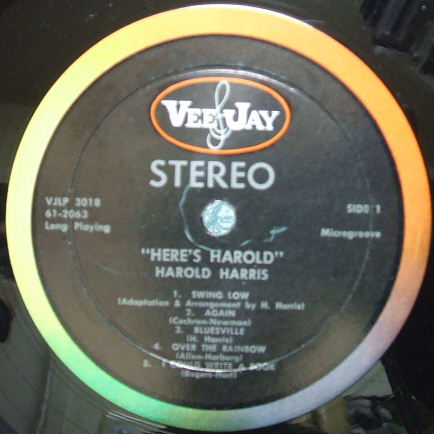 VEE JAY
STEREO
VJLP 3018
61-2063
Long Playing
SIDE 1
Microgroove
"HERE'S HAROLD"
HAROLD HARRIS
1. SWING LOW
(Adaptation & Arrangement by H. Harris)
2. AGAIN
(Cochran-Newman)
3. BLUESVILLE
(H. Harris)
4. OVER THE RAINBOW
(Allen-Harburg)
5. I COULD WRITE A BOOK
(Rogers-Hart)